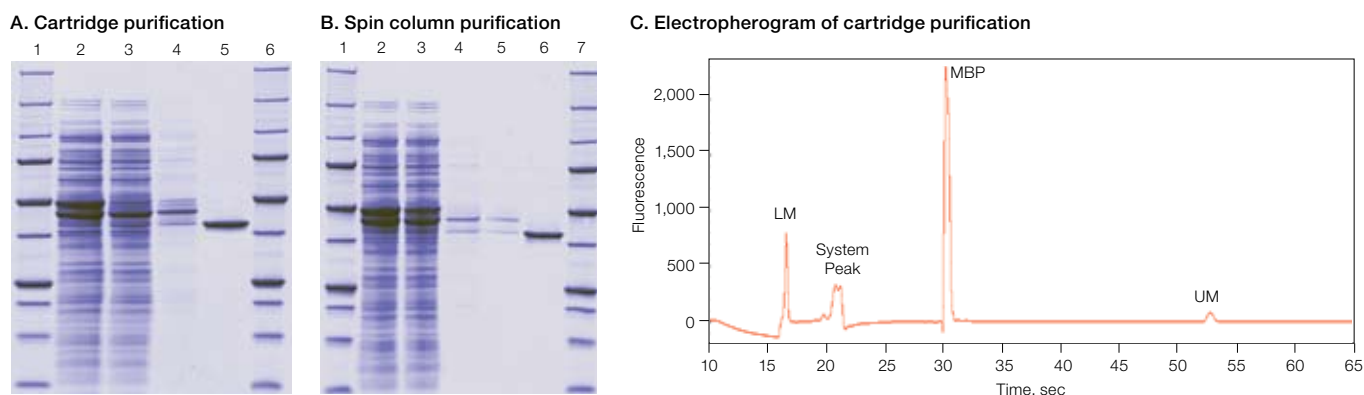 A. Cartridge purification
1 2 3 4 5 6
B. Spin column purification
1 2 3 4 5 6 7
C. Electropherogram of cartridge purification
MBP
LM
System
Peak
UM
Fluorescence
2,000
1,500
1,000
500
0
10 15 20 25 30 35 40 45 50 55 60 65
Time, sec